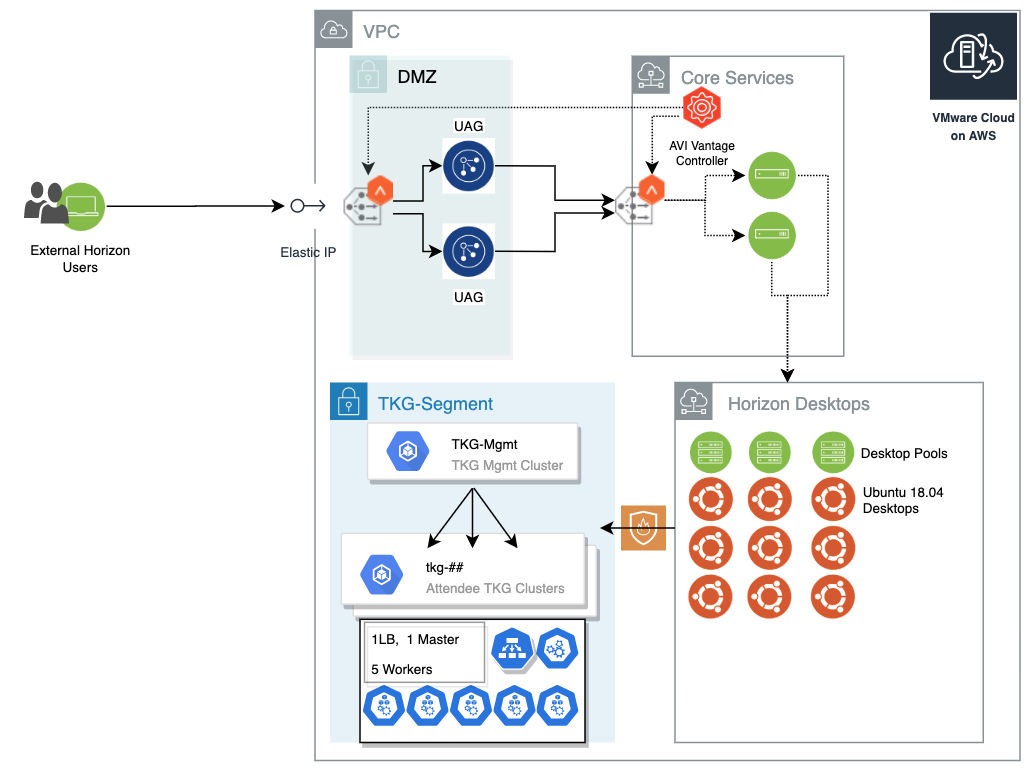 VPC
VMware Cloud
on AWS
DMZ
Core Services
UAG
AVI Vantage
Controller
External Horizon
Users
Elastic IP
UAG
TKG-Segment
Horizon Desktops
TKG-Mgmt
TKG Mgmt Cluster
Desktop Pools
Ubuntu 18.04
Desktops
tkg-##
Attendee TKG Clusters
1LB, 1 Master
5 Workers